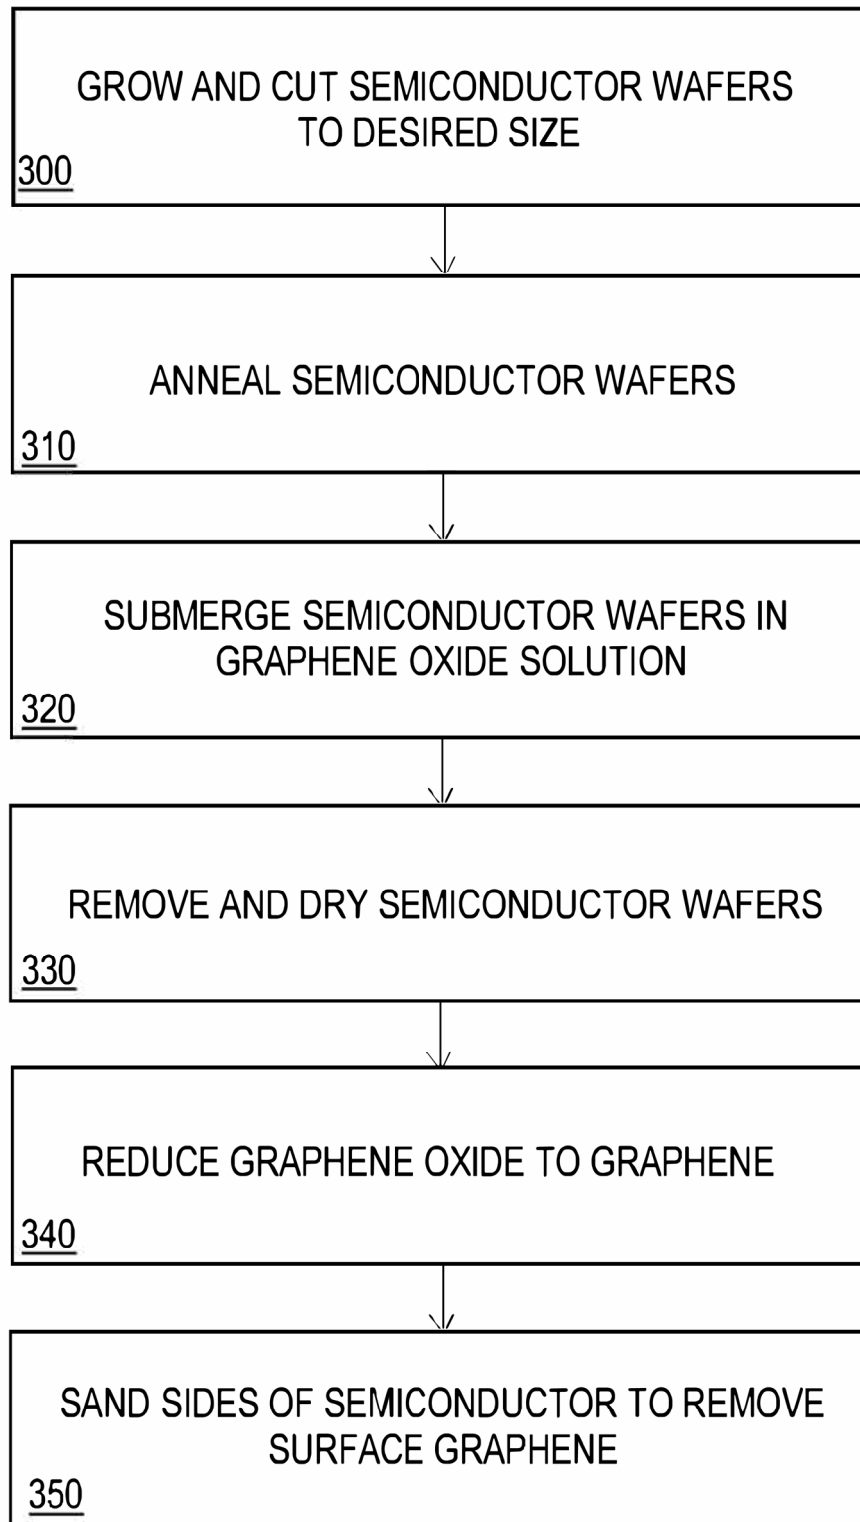 GROW AND CUT SEMICONDUCTOR WAFERS
TO DESIRED SIZE
300
ANNEAL SEMICONDUCTOR WAFERS
310
SUBMERGE SEMICONDUCTOR WAFERS IN
GRAPHENE OXIDE SOLUTION
320
REMOVE AND DRY SEMICONDUCTOR WAFERS
330
REDUCE GRAPHENE OXIDE TO GRAPHENE
340
SAND SIDES OF SEMICONDUCTOR TO REMOVE
SURFACE GRAPHENE
350